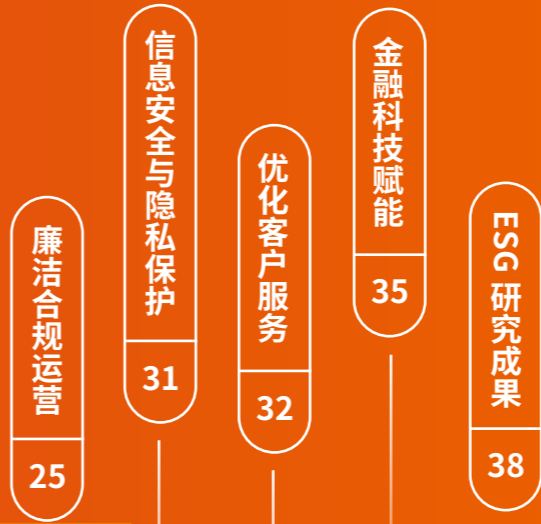 廉洁合规运营
25
信息安全与隐私保护
31
优化客户服务
32
金融科技赋能
35
ESG 研究成果
38